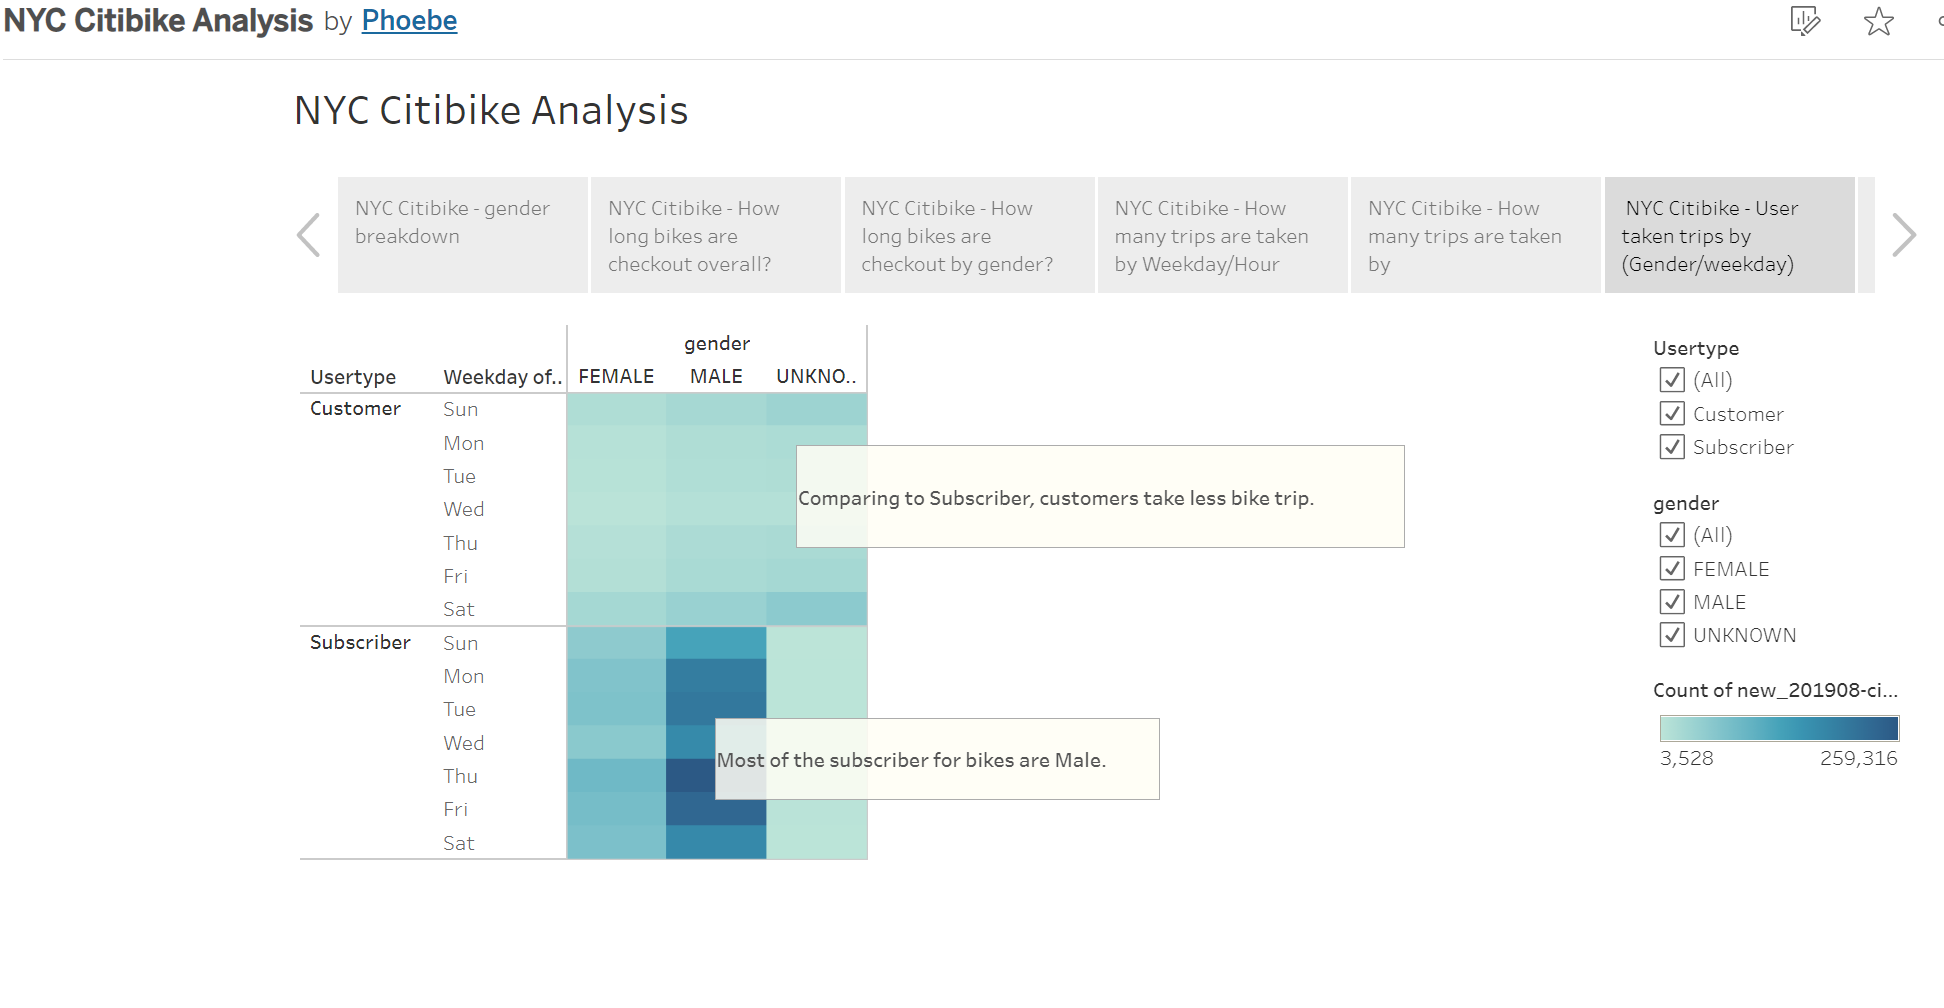 NYC Citibike Analysis by Phoebe
NYC Citibike Analysis
NYC Citibike - gender
breakdown
NYC Citibike - How
long bikes are
checkout overall?
NYC Citibike - How
long bikes are
checkout by gender?
NYC Citibike - How
many trips are taken
by Weekday/Hour
NYC Citibike - How
many trips are taken
by
NYC Citibike - User
taken trips by
(Gender/weekday)
gender
Usertype Weekday of.. FEMALE MALE UNKNO..
Customer Sun
Mon
Tue
Wed
Thu
Fri
Sat
Comparing to Subscriber, customers take less bike trip.
Subscriber Sun
Mon
Tue
Wed
Thu
Fri
Sat
Most of the subscriber for bikes are Male.
Usertype
(All)
Customer
Subscriber
gender
(All)
FEMALE
MALE
UNKNOWN
Count of new_201908-ci...
3,528 259,316